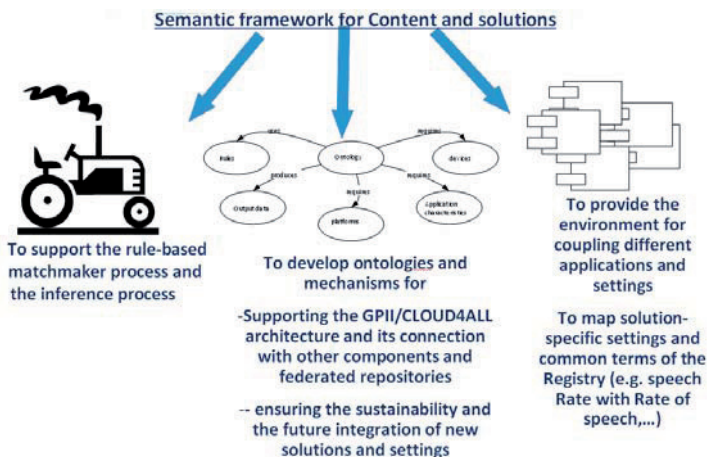 Semantic framework for Content and solutions
uses
requires
Rules
Ontology
devices
produces
requires
requires
Output data
platforms
Application
characteristics
To support the rule-based
matchmaker process and
the inference process
To develop ontologies and
mechanisms for
-Supporting the GPII/CLOUD4ALL
architecture and its connection
with other components and
federated repositories
-- ensuring the sustainability and
the future integration of new
solutions and settings
To provide the
environment for
coupling different
applications and
settings
To map solution-
specific settings and
common terms of the
Registry (e.g. speech
Rate with Rate of
speech,...)